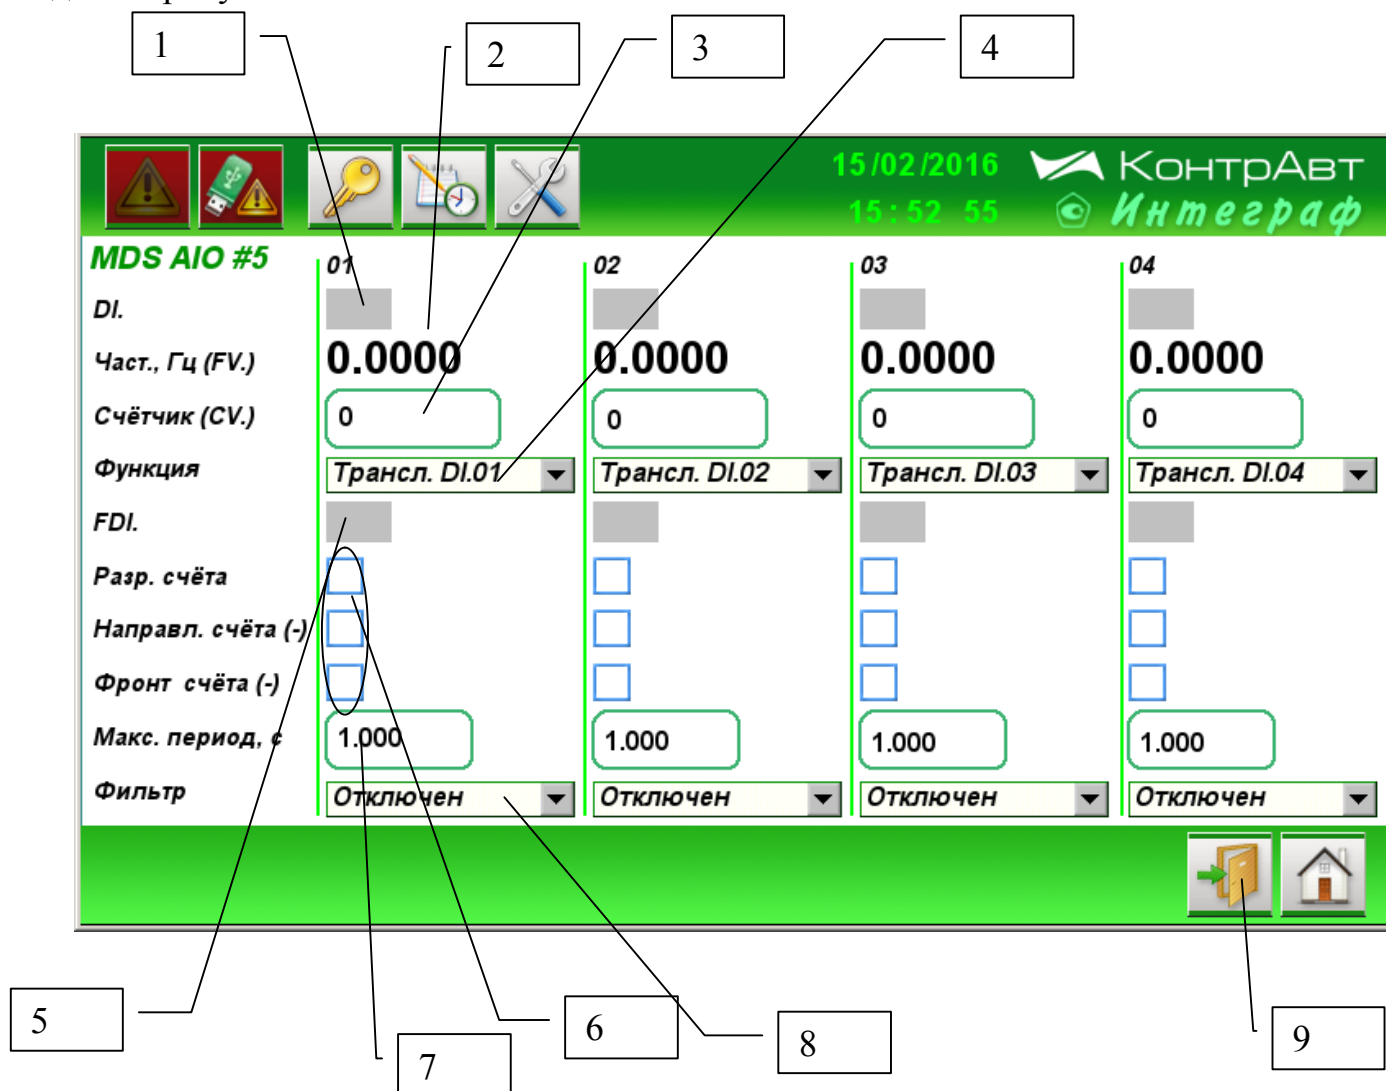 1 2 3 4
15/02/2016 КонтрАвт
15:52 55 Интеграф
MDS AIO #5 01 02 03 04
DI.
Част., Гц (FV.) 0.0000 0.0000 0.0000 0.0000
Счётчик (CV.) 0 0 0 0
Функция Трансл. DI.01 Трансл. DI.02 Трансл. DI.03 Трансл. DI.04
FDI.
Разр. счёта
Направл. счёта (-)
Фронт счёта (-)
Макс. период, с 1.000 1.000 1.000 1.000
Фильтр Отключен Отключен Отключен Отключен
5 6 7 8 9